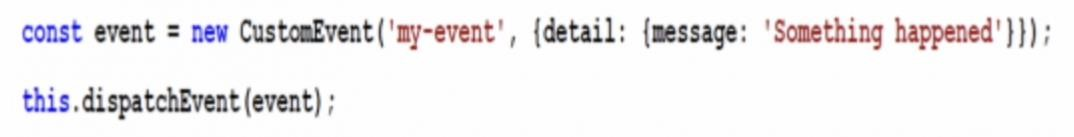 const event = new CustomEvent('my-event', {detail: {message: 'Something happened'}});
this.dispatchEvent(event);